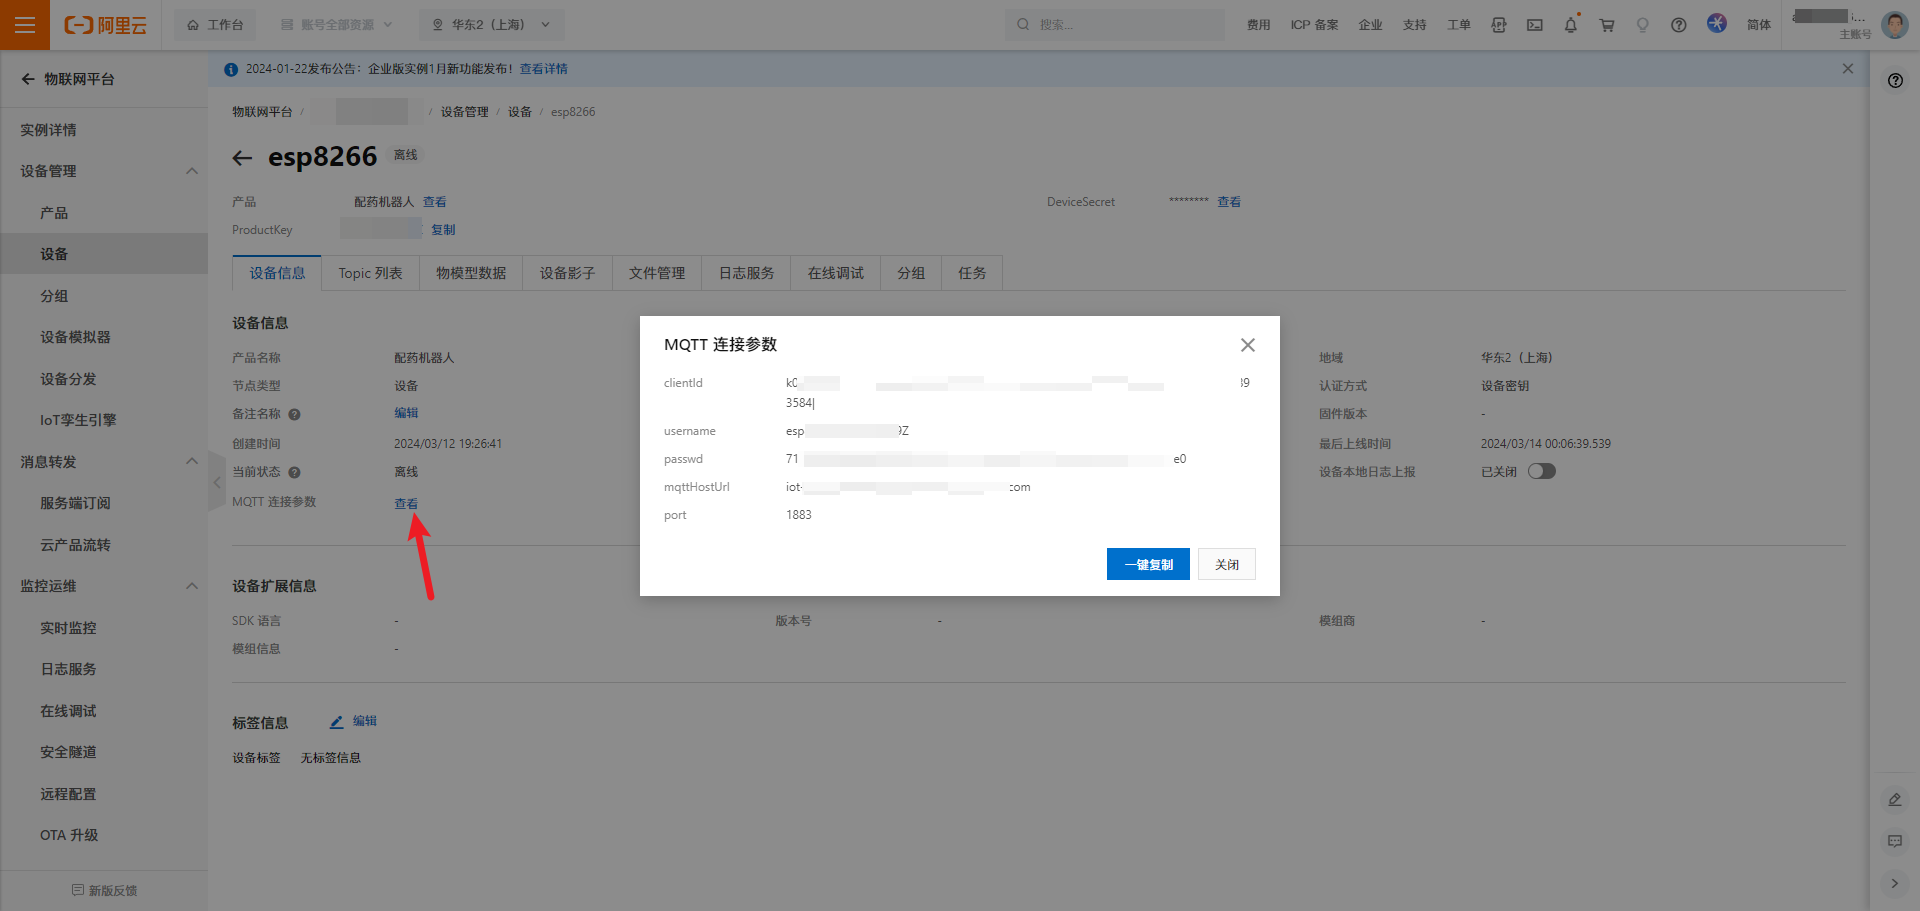 阿里云
工作台
账号全部资源
华东2（上海）
搜索...
费用
ICP 备案
企业
支持
工单
简体
主账号
物联网平台
2024-01-22发布公告：企业版实例1月新功能发布！查看详情
物联网平台 / / 设备管理 / 设备 / esp8266
esp8266 离线
产品 配药机器人 查看
DeviceSecret ******** 查看
ProductKey 复制
设备信息 Topic 列表 物模型数据 设备影子 文件管理 日志服务 在线调试 分组 任务
实例详情
设备管理
产品
设备
分组
设备模拟器
设备分发
IoT孪生引擎
消息转发
服务端订阅
云产品流转
监控运维
实时监控
日志服务
在线调试
安全隧道
远程配置
OTA 升级
新版反馈
设备信息
产品名称 配药机器人
节点类型 设备
备注名称 编辑
创建时间 2024/03/12 19:26:41
当前状态 离线
MQTT 连接参数 查看
地域 华东2（上海）
认证方式 设备密钥
固件版本 -
最后上线时间 2024/03/14 00:06:39.539
设备本地日志上报 已关闭
MQTT 连接参数
clientId k0 39
3584|
username esp 9Z
passwd 71 e0
mqttHostUrl iot- com
port 1883
一键复制 关闭
设备扩展信息
SDK 语言 - 版本号 - 模组商 -
模组信息 -
标签信息 编辑
设备标签 无标签信息